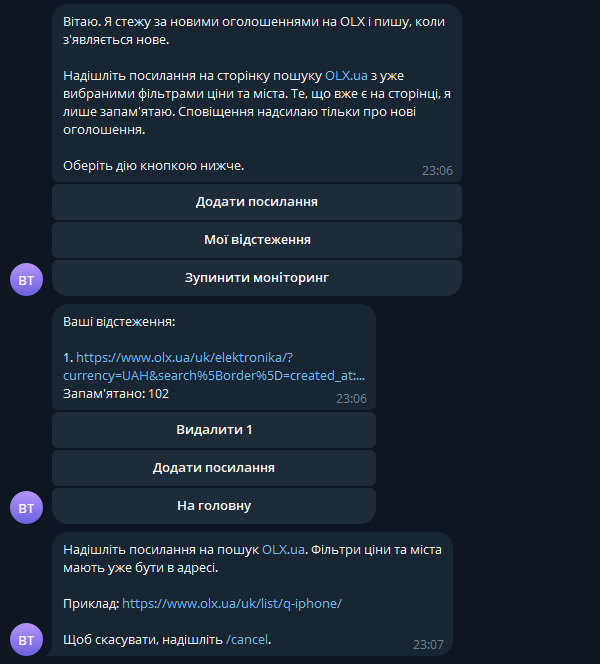 Вітаю. Я стежу за новими оголошеннями на OLX і пишу, коли
з'являється нове.
Надішліть посилання на сторінку пошуку OLX.ua з уже
вибраними фільтрами ціни та міста. Те, що вже є на сторінці, я
лише запам'ятаю. Сповіщення надсилаю тільки про нові
оголошення.
Оберіть дію кнопкою нижче.
23:06
Додати посилання
Мої відстеження
Зупинити моніторинг
ВТ
Ваші відстеження:
1. https://www.olx.ua/uk/elektronika/?
currency=UAH&search%5Border%5D=created_at:...
Запам'ятано: 102
23:06
Видалити 1
Додати посилання
На головну
ВТ
Надішліть посилання на пошук OLX.ua. Фільтри ціни та міста
мають уже бути в адресі.
Приклад: https://www.olx.ua/uk/list/q-iphone/
Щоб скасувати, надішліть /cancel.
23:07
ВТ